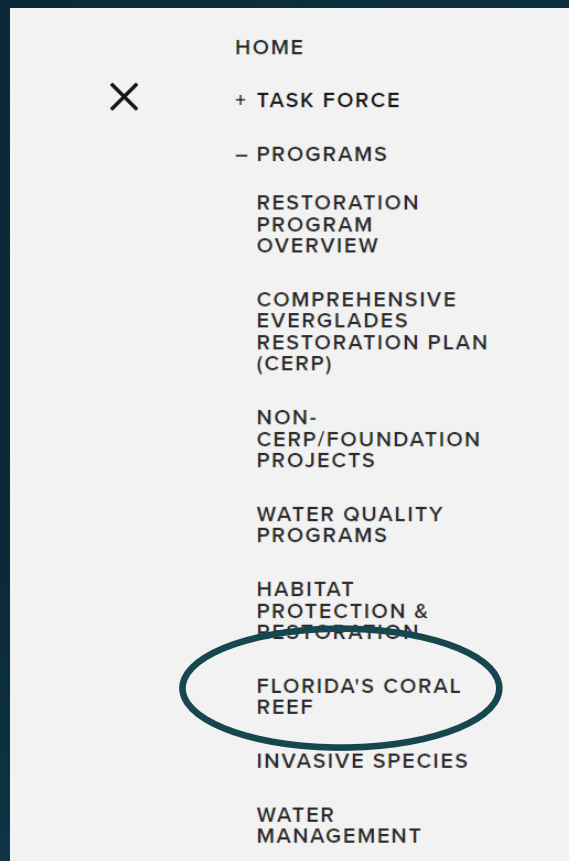 HOME
+ TASK FORCE
– PROGRAMS
RESTORATION
PROGRAM
OVERVIEW
COMPREHENSIVE
EVERGLADES
RESTORATION PLAN
(CERP)
NON-
CERP/FOUNDATION
PROJECTS
WATER QUALITY
PROGRAMS
HABITAT
PROTECTION &
RESTORATION
FLORIDA'S CORAL
REEF
INVASIVE SPECIES
WATER
MANAGEMENT